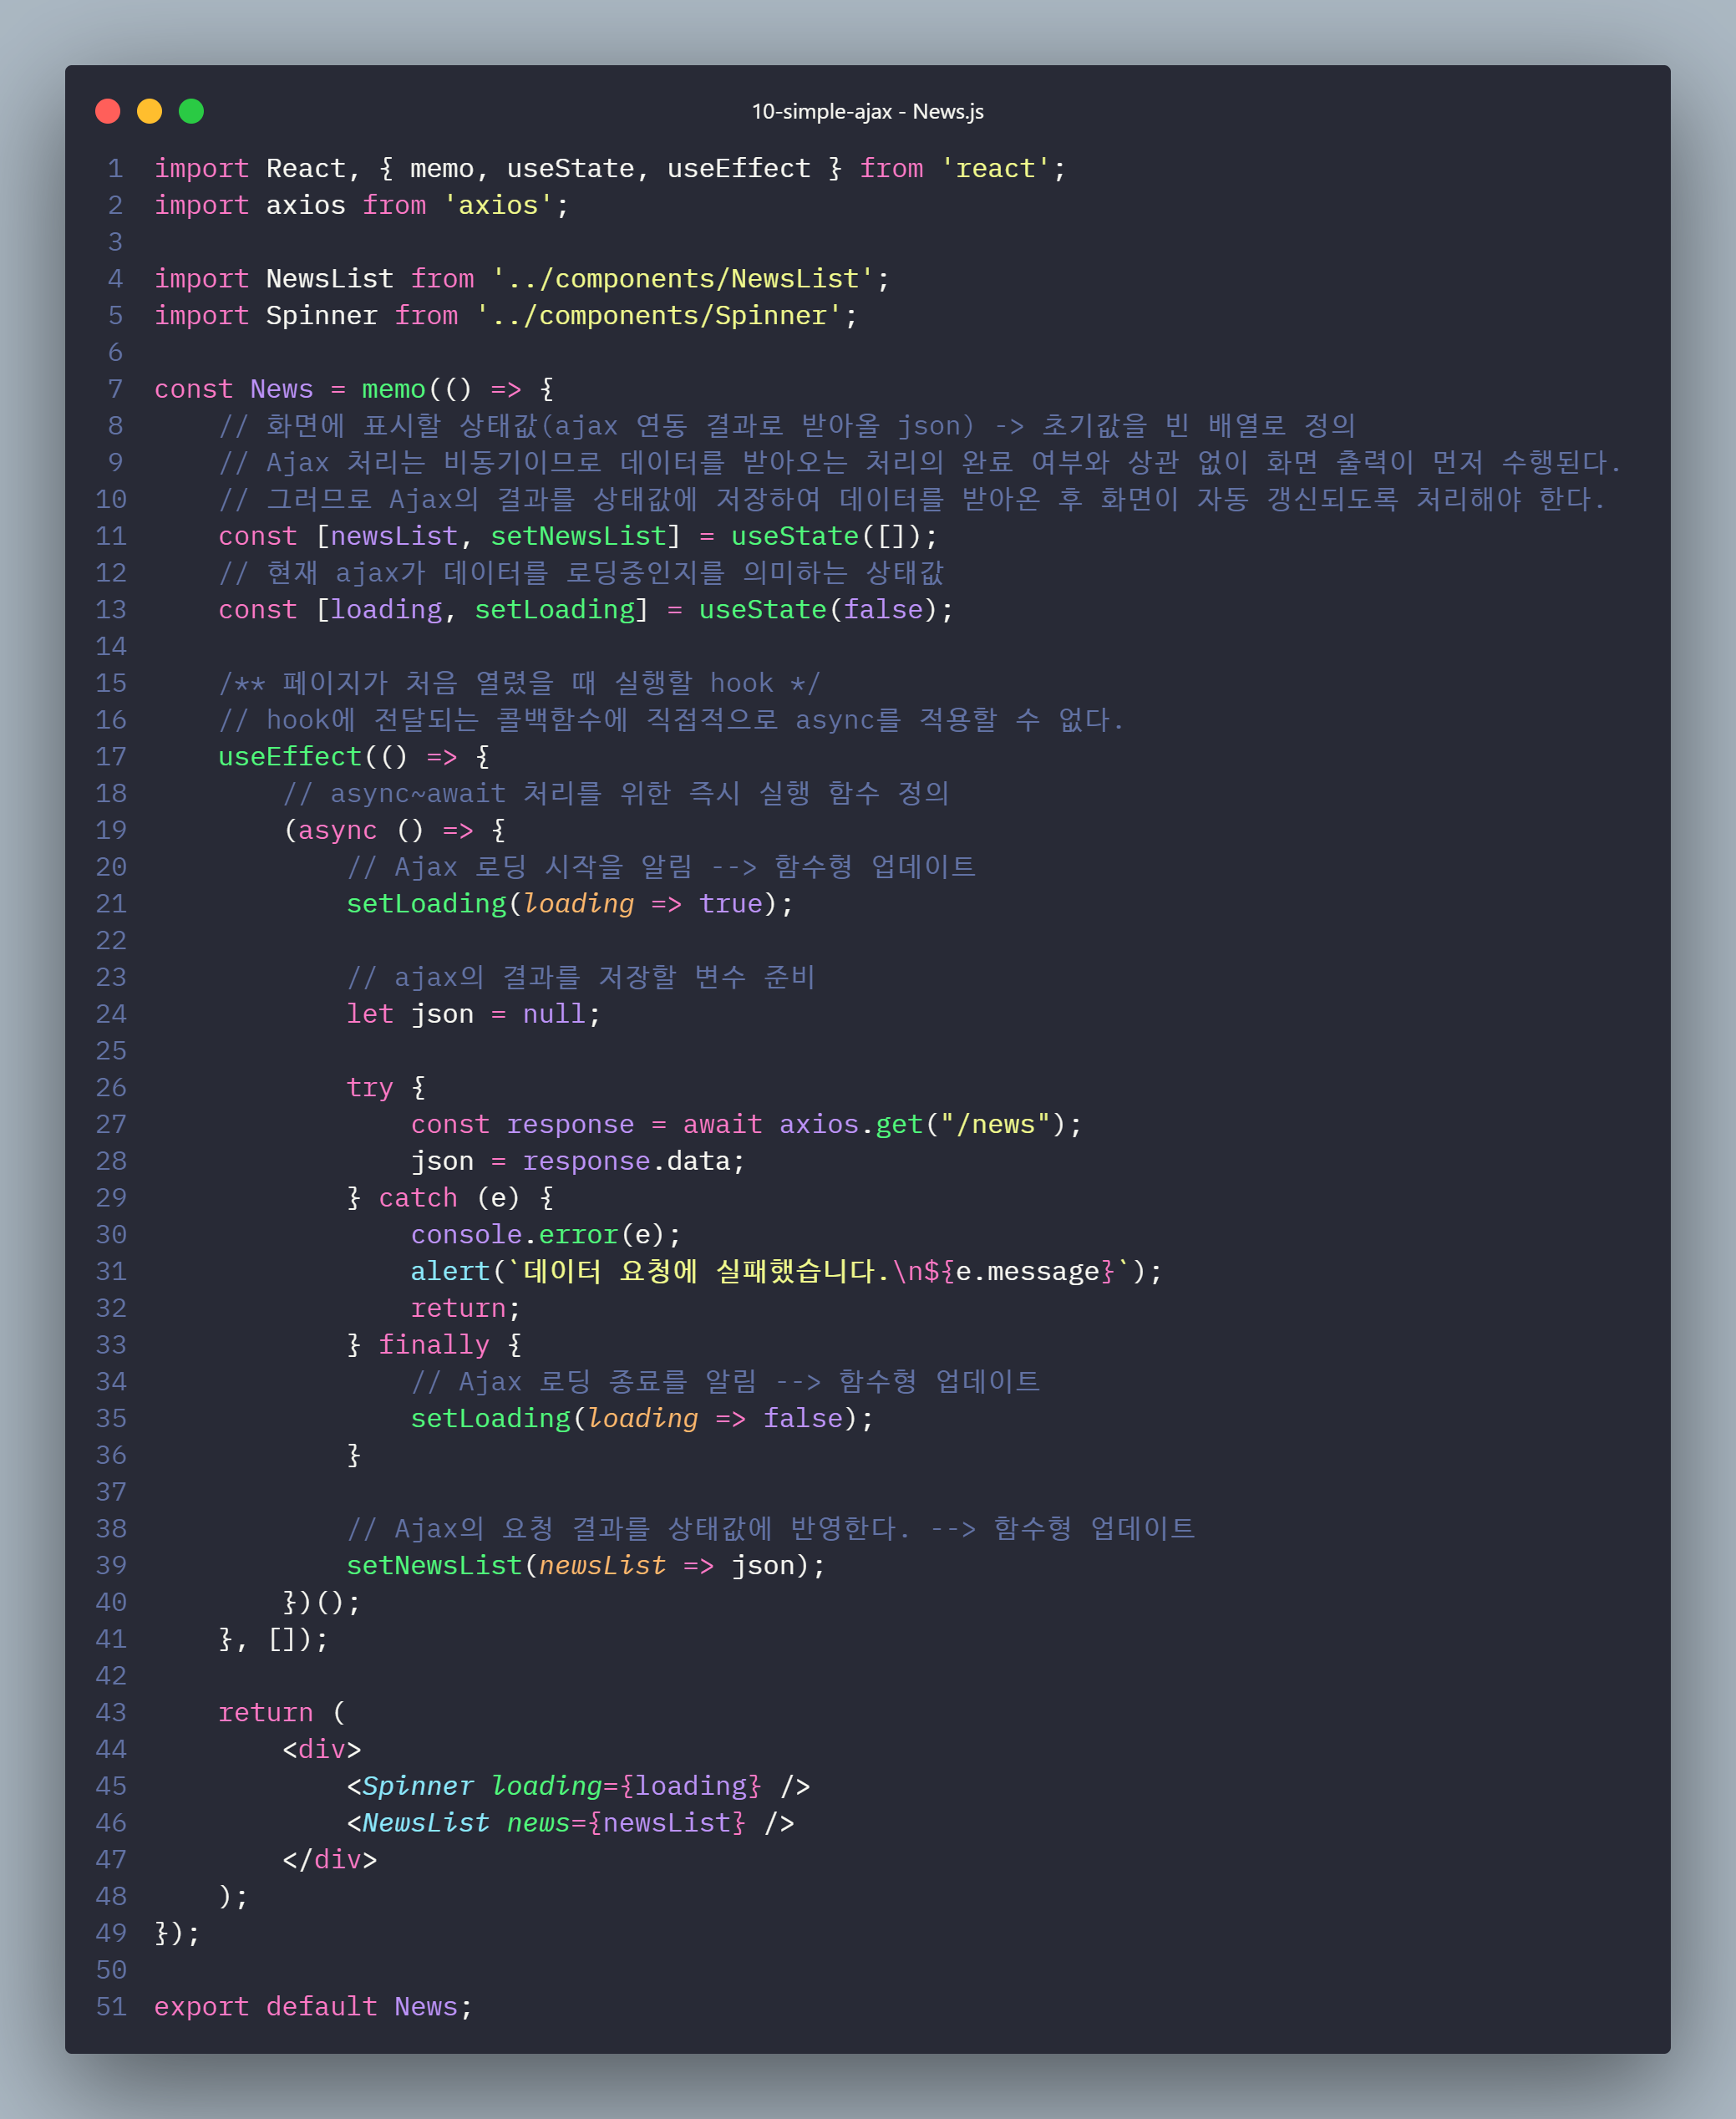 10-simple-ajax - News.js
1 import React, { memo, useState, useEffect } from 'react';
2 import axios from 'axios';
3
4 import NewsList from '../components/NewsList';
5 import Spinner from '../components/Spinner';
6
7 const News = memo(() => {
8     // 화면에 표시할 상태값(ajax 연동 결과로 받아올 json) -> 초기값을 빈 배열로 정의
9     // Ajax 처리는 비동기이므로 데이터를 받아오는 처리의 완료 여부와 상관 없이 화면 출력이 먼저 수행된다.
10     // 그러므로 Ajax의 결과를 상태값에 저장하여 데이터를 받아온 후 화면이 자동 갱신되도록 처리해야 한다.
11     const [newsList, setNewsList] = useState([]);
12     // 현재 ajax가 데이터를 로딩중인지를 의미하는 상태값
13     const [loading, setLoading] = useState(false);
14
15     /** 페이지가 처음 열렸을 때 실행할 hook */
16     // hook에 전달되는 콜백함수에 직접적으로 async를 적용할 수 없다.
17     useEffect(() => {
18         // async~await 처리를 위한 즉시 실행 함수 정의
19         (async () => {
20             // Ajax 로딩 시작을 알림 --> 함수형 업데이트
21             setLoading(loading => true);
22
23             // ajax의 결과를 저장할 변수 준비
24             let json = null;
25
26             try {
27                 const response = await axios.get("/news");
28                 json = response.data;
29             } catch (e) {
30                 console.error(e);
31                 alert(`데이터 요청에 실패했습니다.\n${e.message}`);
32                 return;
33             } finally {
34                 // Ajax 로딩 종료를 알림 --> 함수형 업데이트
35                 setLoading(loading => false);
36             }
37
38             // Ajax의 요청 결과를 상태값에 반영한다. --> 함수형 업데이트
39             setNewsList(newsList => json);
40         })();
41     }, []);
42
43     return (
44         <div>
45             <Spinner loading={loading} />
46             <NewsList news={newsList} />
47         </div>
48     );
49 });
50
51 export default News;